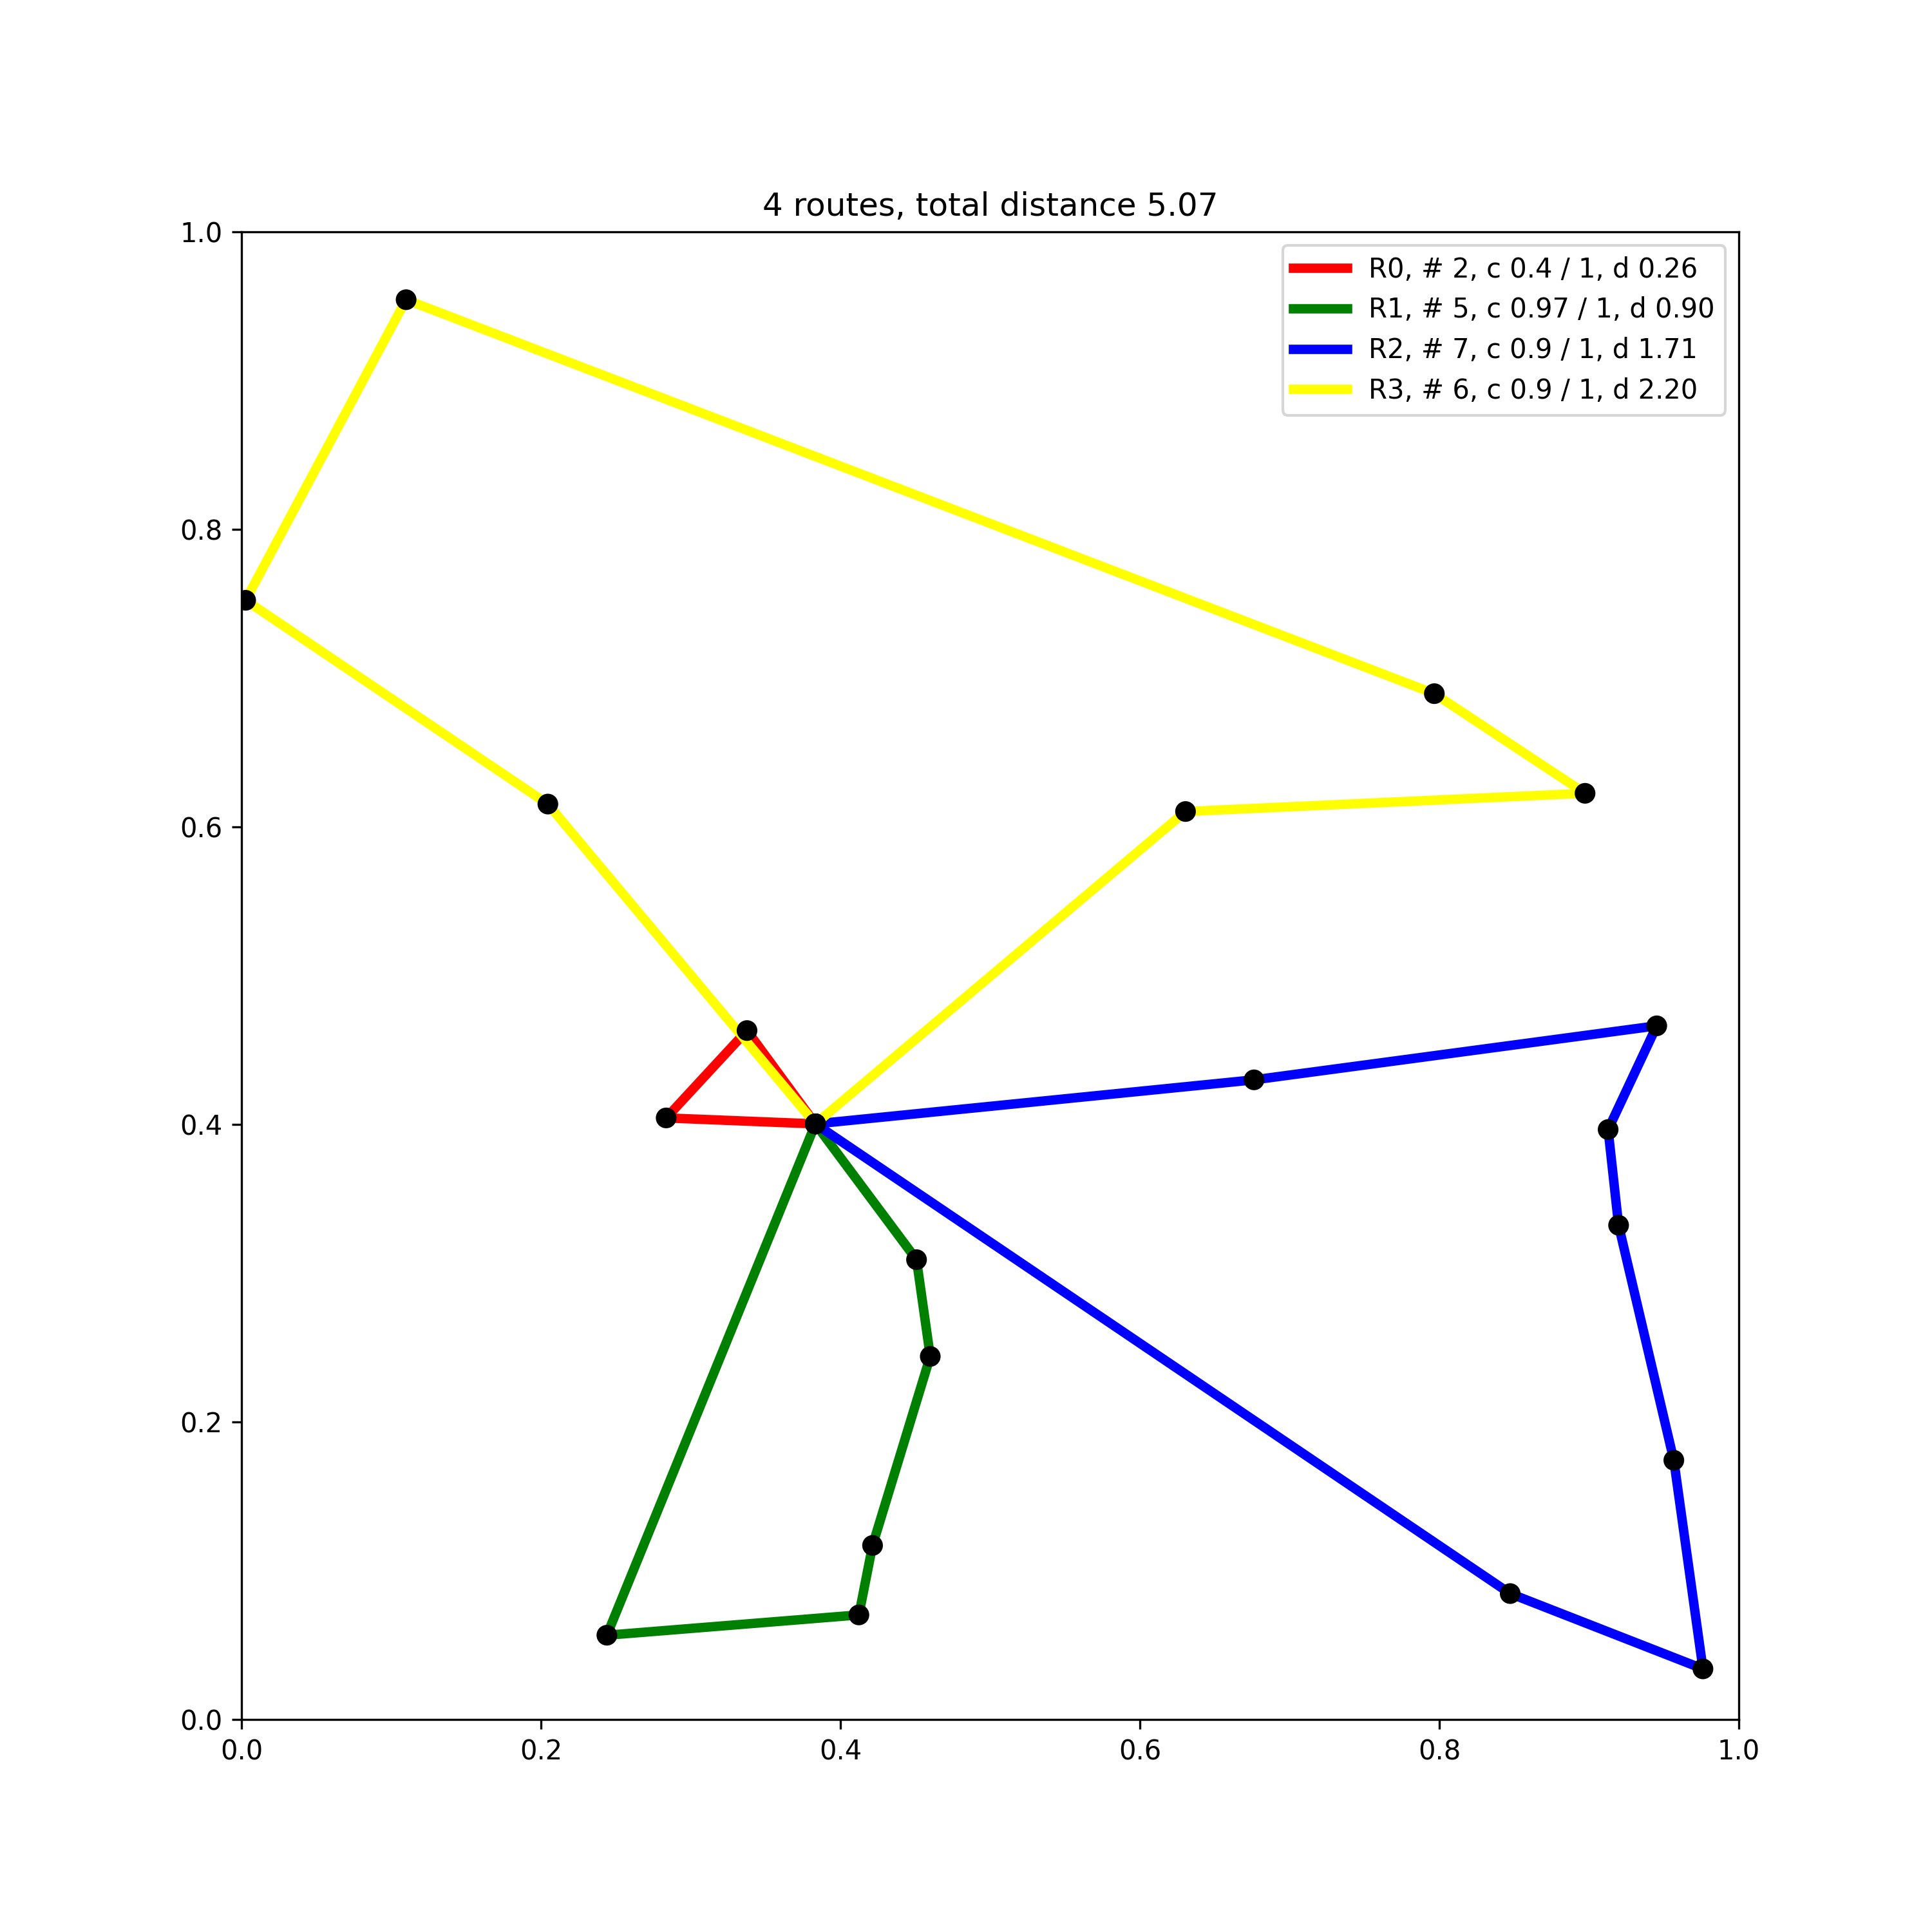 4 routes, total distance 5.07
R0, # 2, c 0.4 / 1, d 0.26
R1, # 5, c 0.97 / 1, d 0.90
R2, # 7, c 0.9 / 1, d 1.71
R3, # 6, c 0.9 / 1, d 2.20
1.0
0.8
0.6
0.4
0.2
0.0
0.0 0.2 0.4 0.6 0.8 1.0